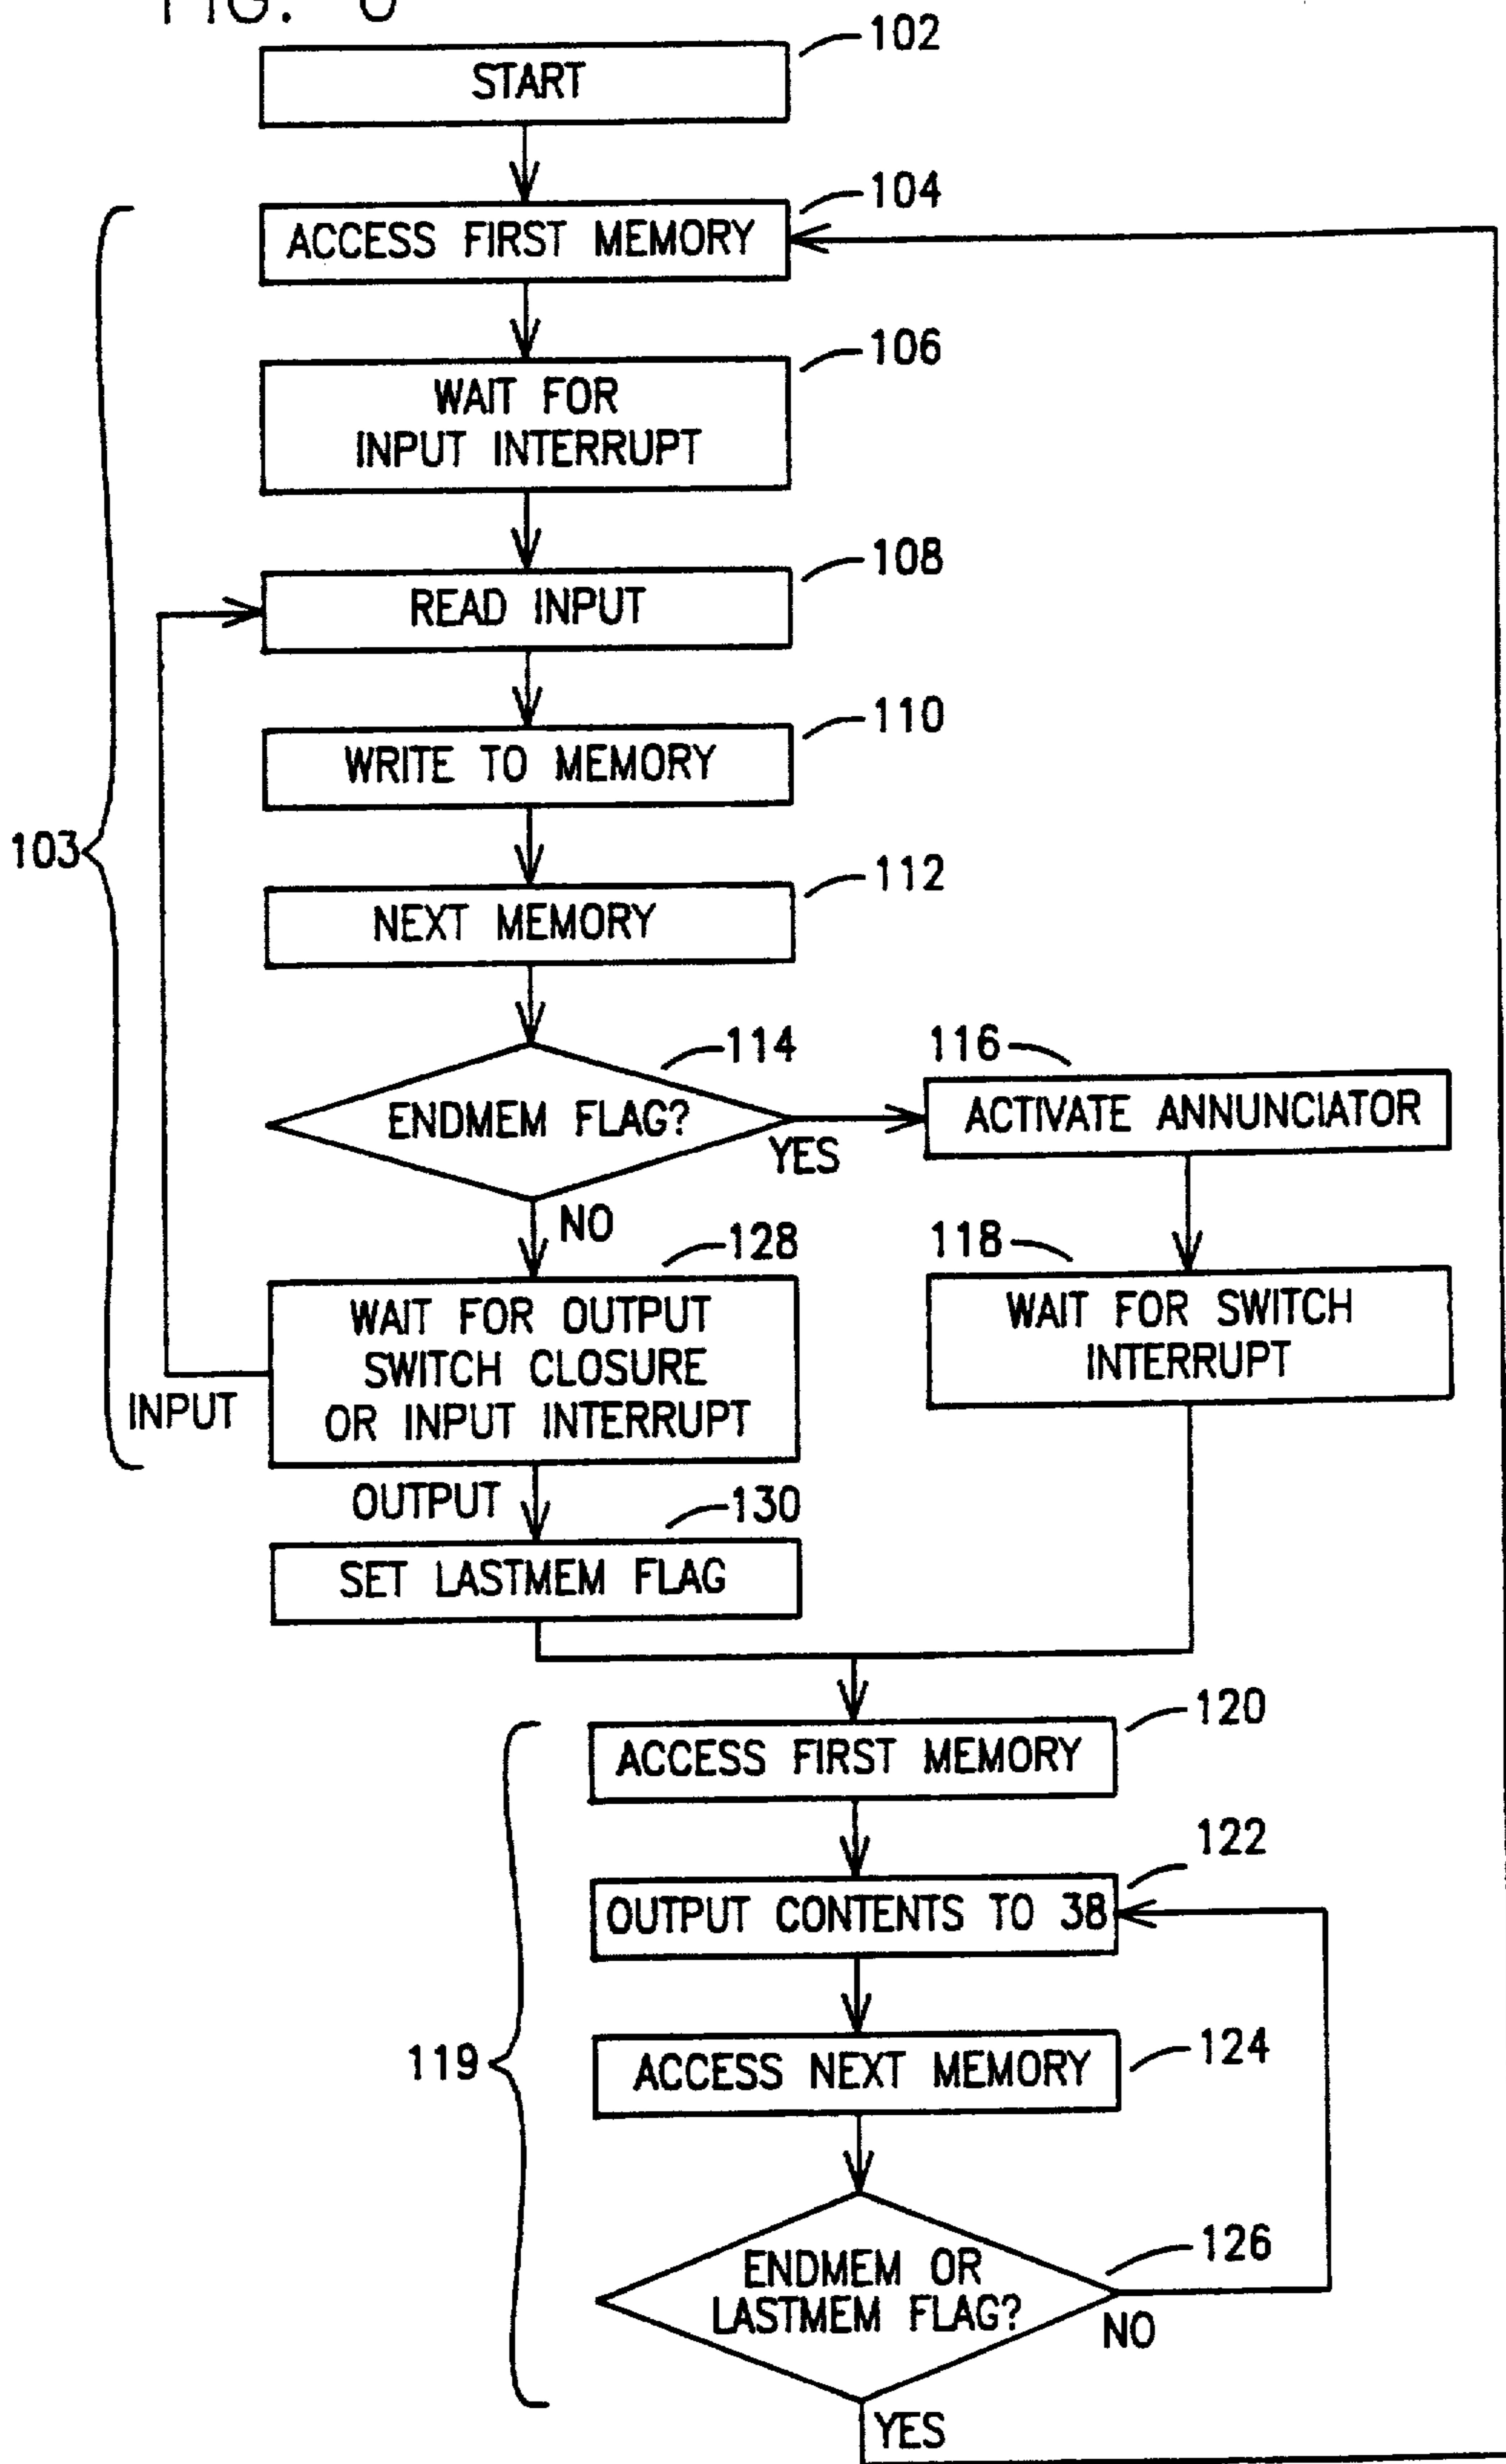 FIG.
102
START
104
ACCESS FIRST MEMORY
106
WAIT FOR
INPUT INTERRUPT
108
READ INPUT
110
WRITE TO MEMORY
103
112
NEXT MEMORY
114
ENDMEM FLAG?
YES
116
ACTIVATE ANNUNCIATOR
NO
128
WAIT FOR OUTPUT
SWITCH CLOSURE
OR INPUT INTERRUPT
INPUT
118
WAIT FOR SWITCH
INTERRUPT
OUTPUT
130
SET LASTMEM FLAG
120
ACCESS FIRST MEMORY
122
OUTPUT CONTENTS TO 38
119
124
ACCESS NEXT MEMORY
126
ENDMEM OR
LASTMEM FLAG?
NO
YES